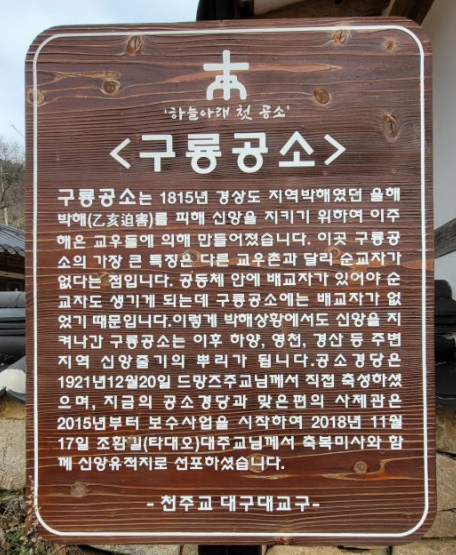 '하늘아래 첫 공소'
<구룡공소>
구룡공소는 1815년 경상도 지역박해였던 을해
박해(乙亥迫害)를 피해 신앙을 지키기 위하여 이주
해온 교우들에 의해 만들어졌습니다. 이곳 구룡공
소의 가장 큰 특징은 다른 교우촌과 달리 순교자가
없다는 점입니다. 공동체 안에 배교자가 있어야 순
교자도 생기게 되는데 구룡공소에는 배교자가 없
었기 때문입니다.이렇게 박해상황에서도 신앙을 지
켜나간 구룡공소는 이후 하양, 영천, 경산 등 주변
지역 신앙줄기의 뿌리가 됩니다.공소경당은
1921년12월20일 드망즈주교님께서 직접 축성하셨
으며, 지금의 공소경당과 맞은편의 사제관은
2015년부터 보수사업을 시작하여 2018년 11월
17일 조환길(타대오)대주교님께서 축복미사와 함
께 신앙유적지로 선포하셨습니다.
- 천주교 대구대교구-